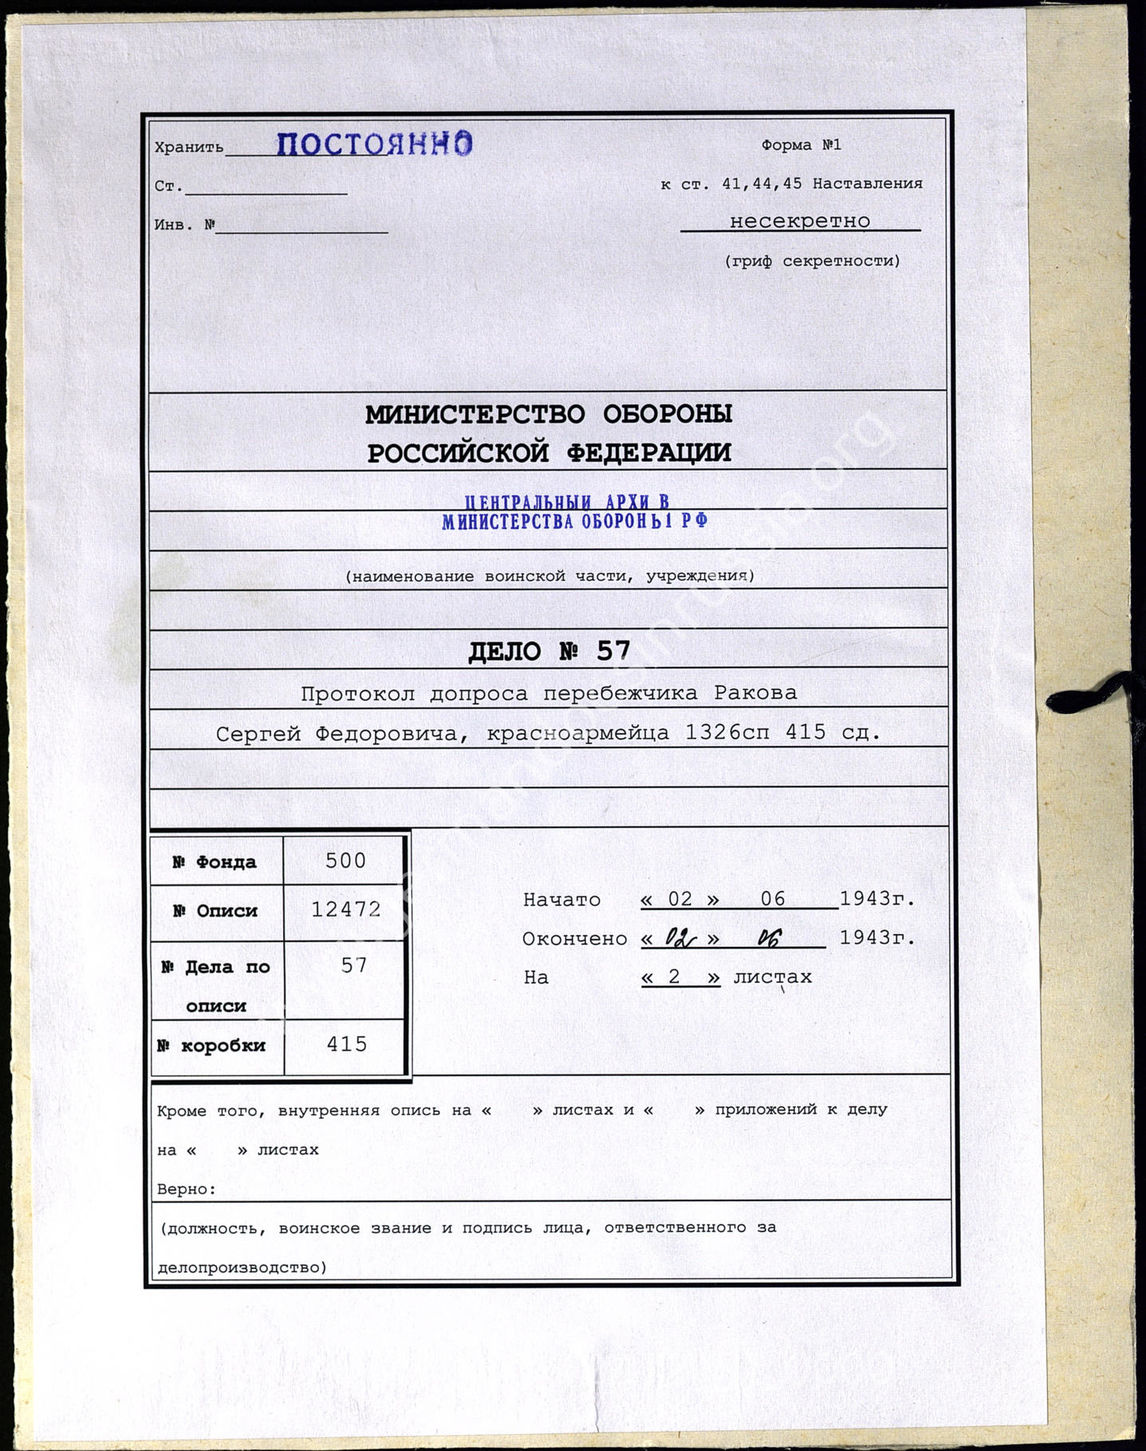 Хранить ПОСТОЯННО
Форма №1
Ст.
к ст. 41,44,45 Наставления
Инв. №
несекретно
(гриф секретности)
МИНИСТЕРСТВО ОБОРОНЫ
РОССИЙСКОЙ ФЕДЕРАЦИИ
ЦЕНТРАЛЬНЫЙ АРХИВ
МИНИСТЕРСТВА ОБОРОНЫ РФ
(наименование воинской части, учреждения)
ДЕЛО № 57
Протокол допроса перебежчика Ракова
Сергей Федоровича, красноармейца 1326сп 415 сд.
№ Фонда 500
№ Описи 12472
№ Дела по 57
описи
№ коробки 415
Начато « 02 » 06 1943г.
Окончено « 02 » 06 1943г.
На « 2 » листах
Кроме того, внутренняя опись на « » листах и « » приложений к делу
на « » листах
Верно:
(должность, воинское звание и подпись лица, ответственного за
делопроизводство)